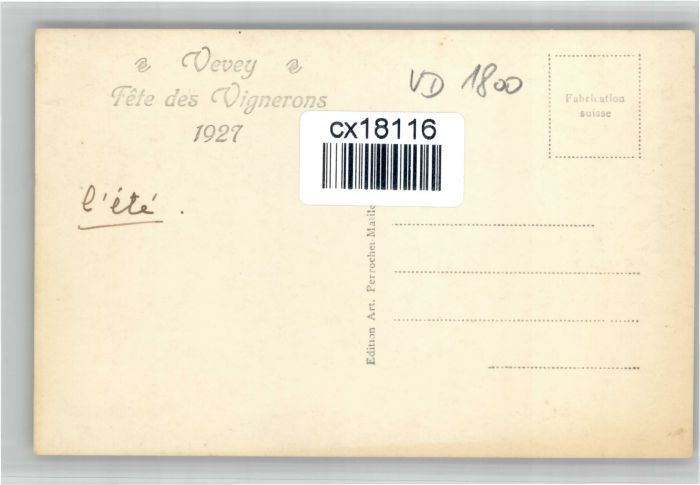 Vevey
Fête des Vignerons
1927
VD 1800
Fabrication
suisse
cx18116
l'été.
Edition Art. Perrochet-Matile